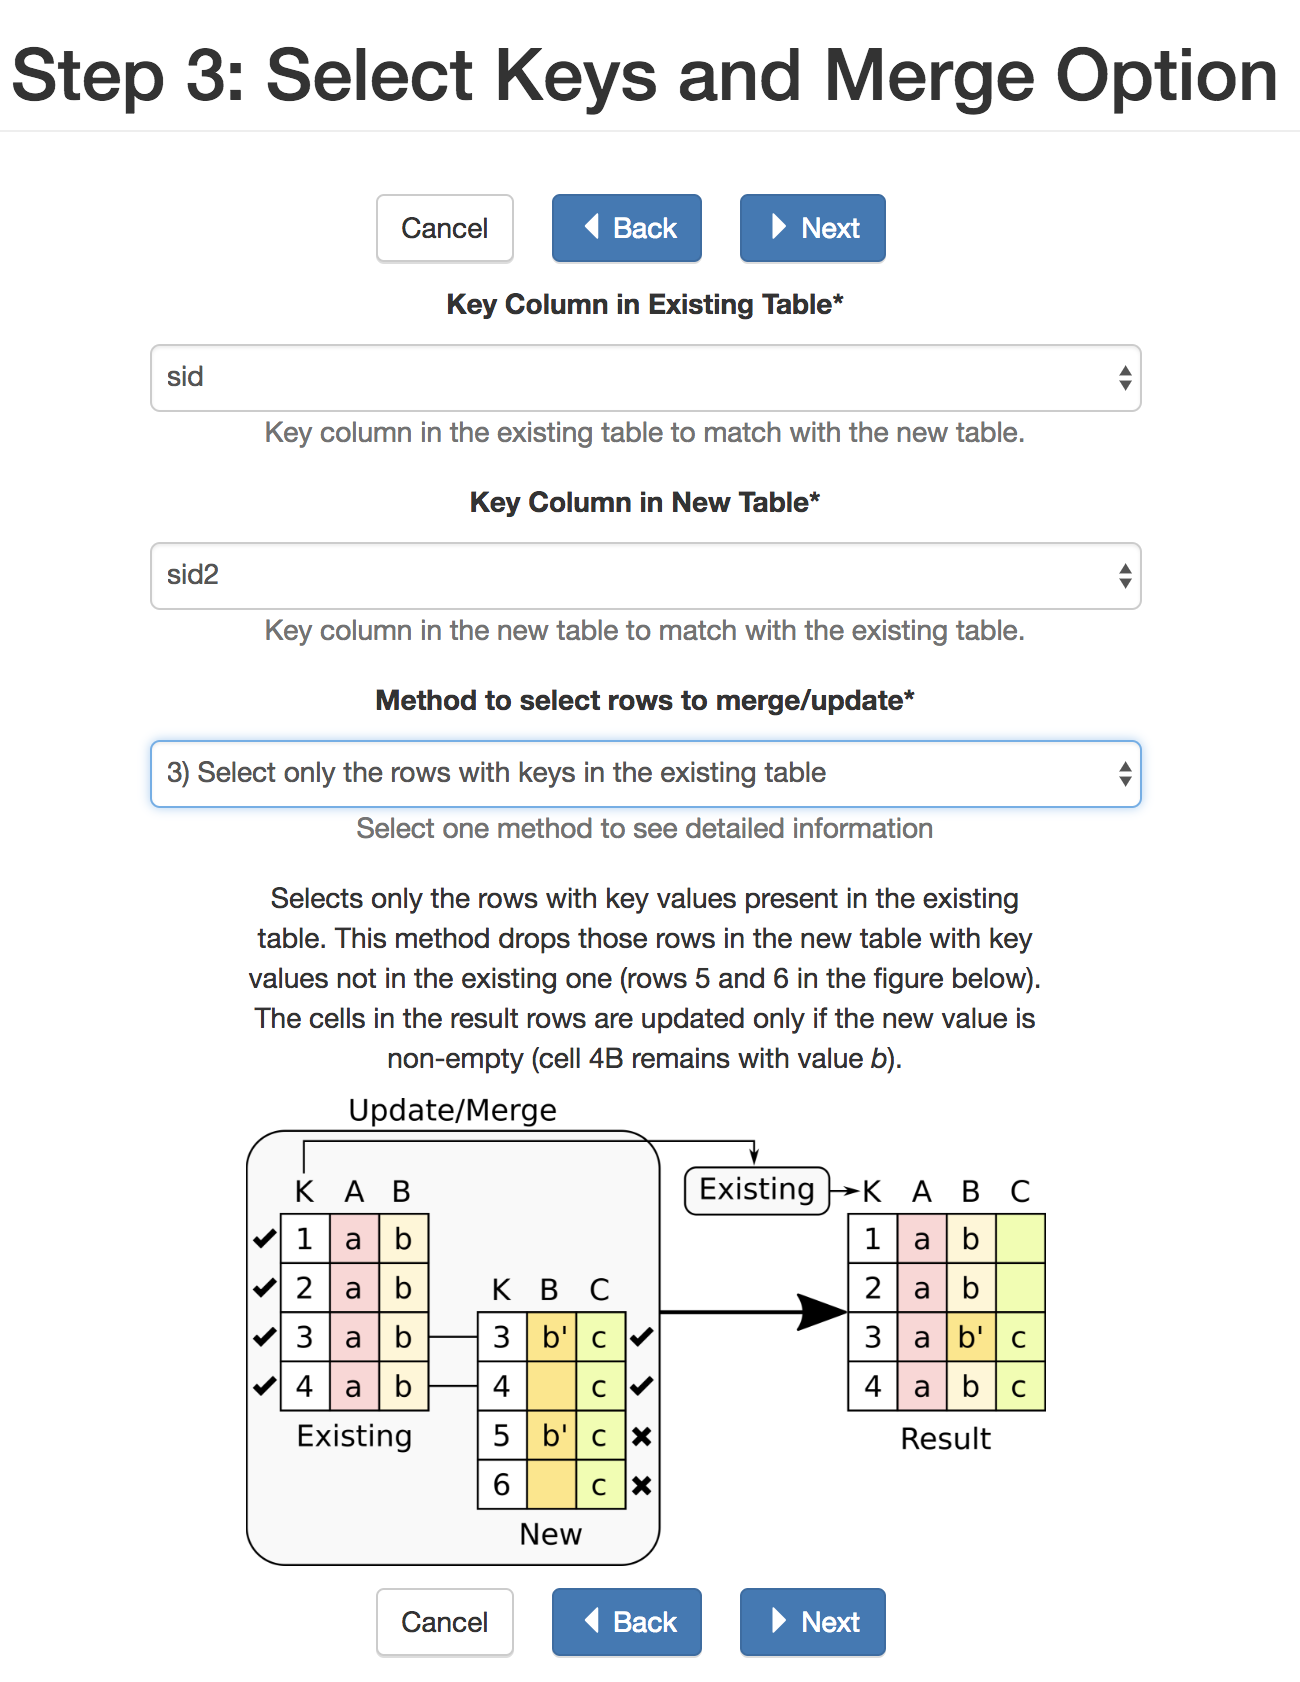 Step 3: Select Keys and Merge Option
Cancel Back Next
Key Column in Existing Table*
sid
Key column in the existing table to match with the new table.
Key Column in New Table*
sid2
Key column in the new table to match with the existing table.
Method to select rows to merge/update*
3) Select only the rows with keys in the existing table
Select one method to see detailed information
Selects only the rows with key values present in the existing
table. This method drops those rows in the new table with key
values not in the existing one (rows 5 and 6 in the figure below).
The cells in the result rows are updated only if the new value is
non-empty (cell 4B remains with value b).
Update/Merge
K A B
1 a b
2 a b
3 a b
4 a b
Existing
K B C
3 b' c
4 c
5 b' c
6 c
New
Existing
K A B C
1 a b
2 a b
3 a b' c
4 a b c
Result
Cancel Back Next